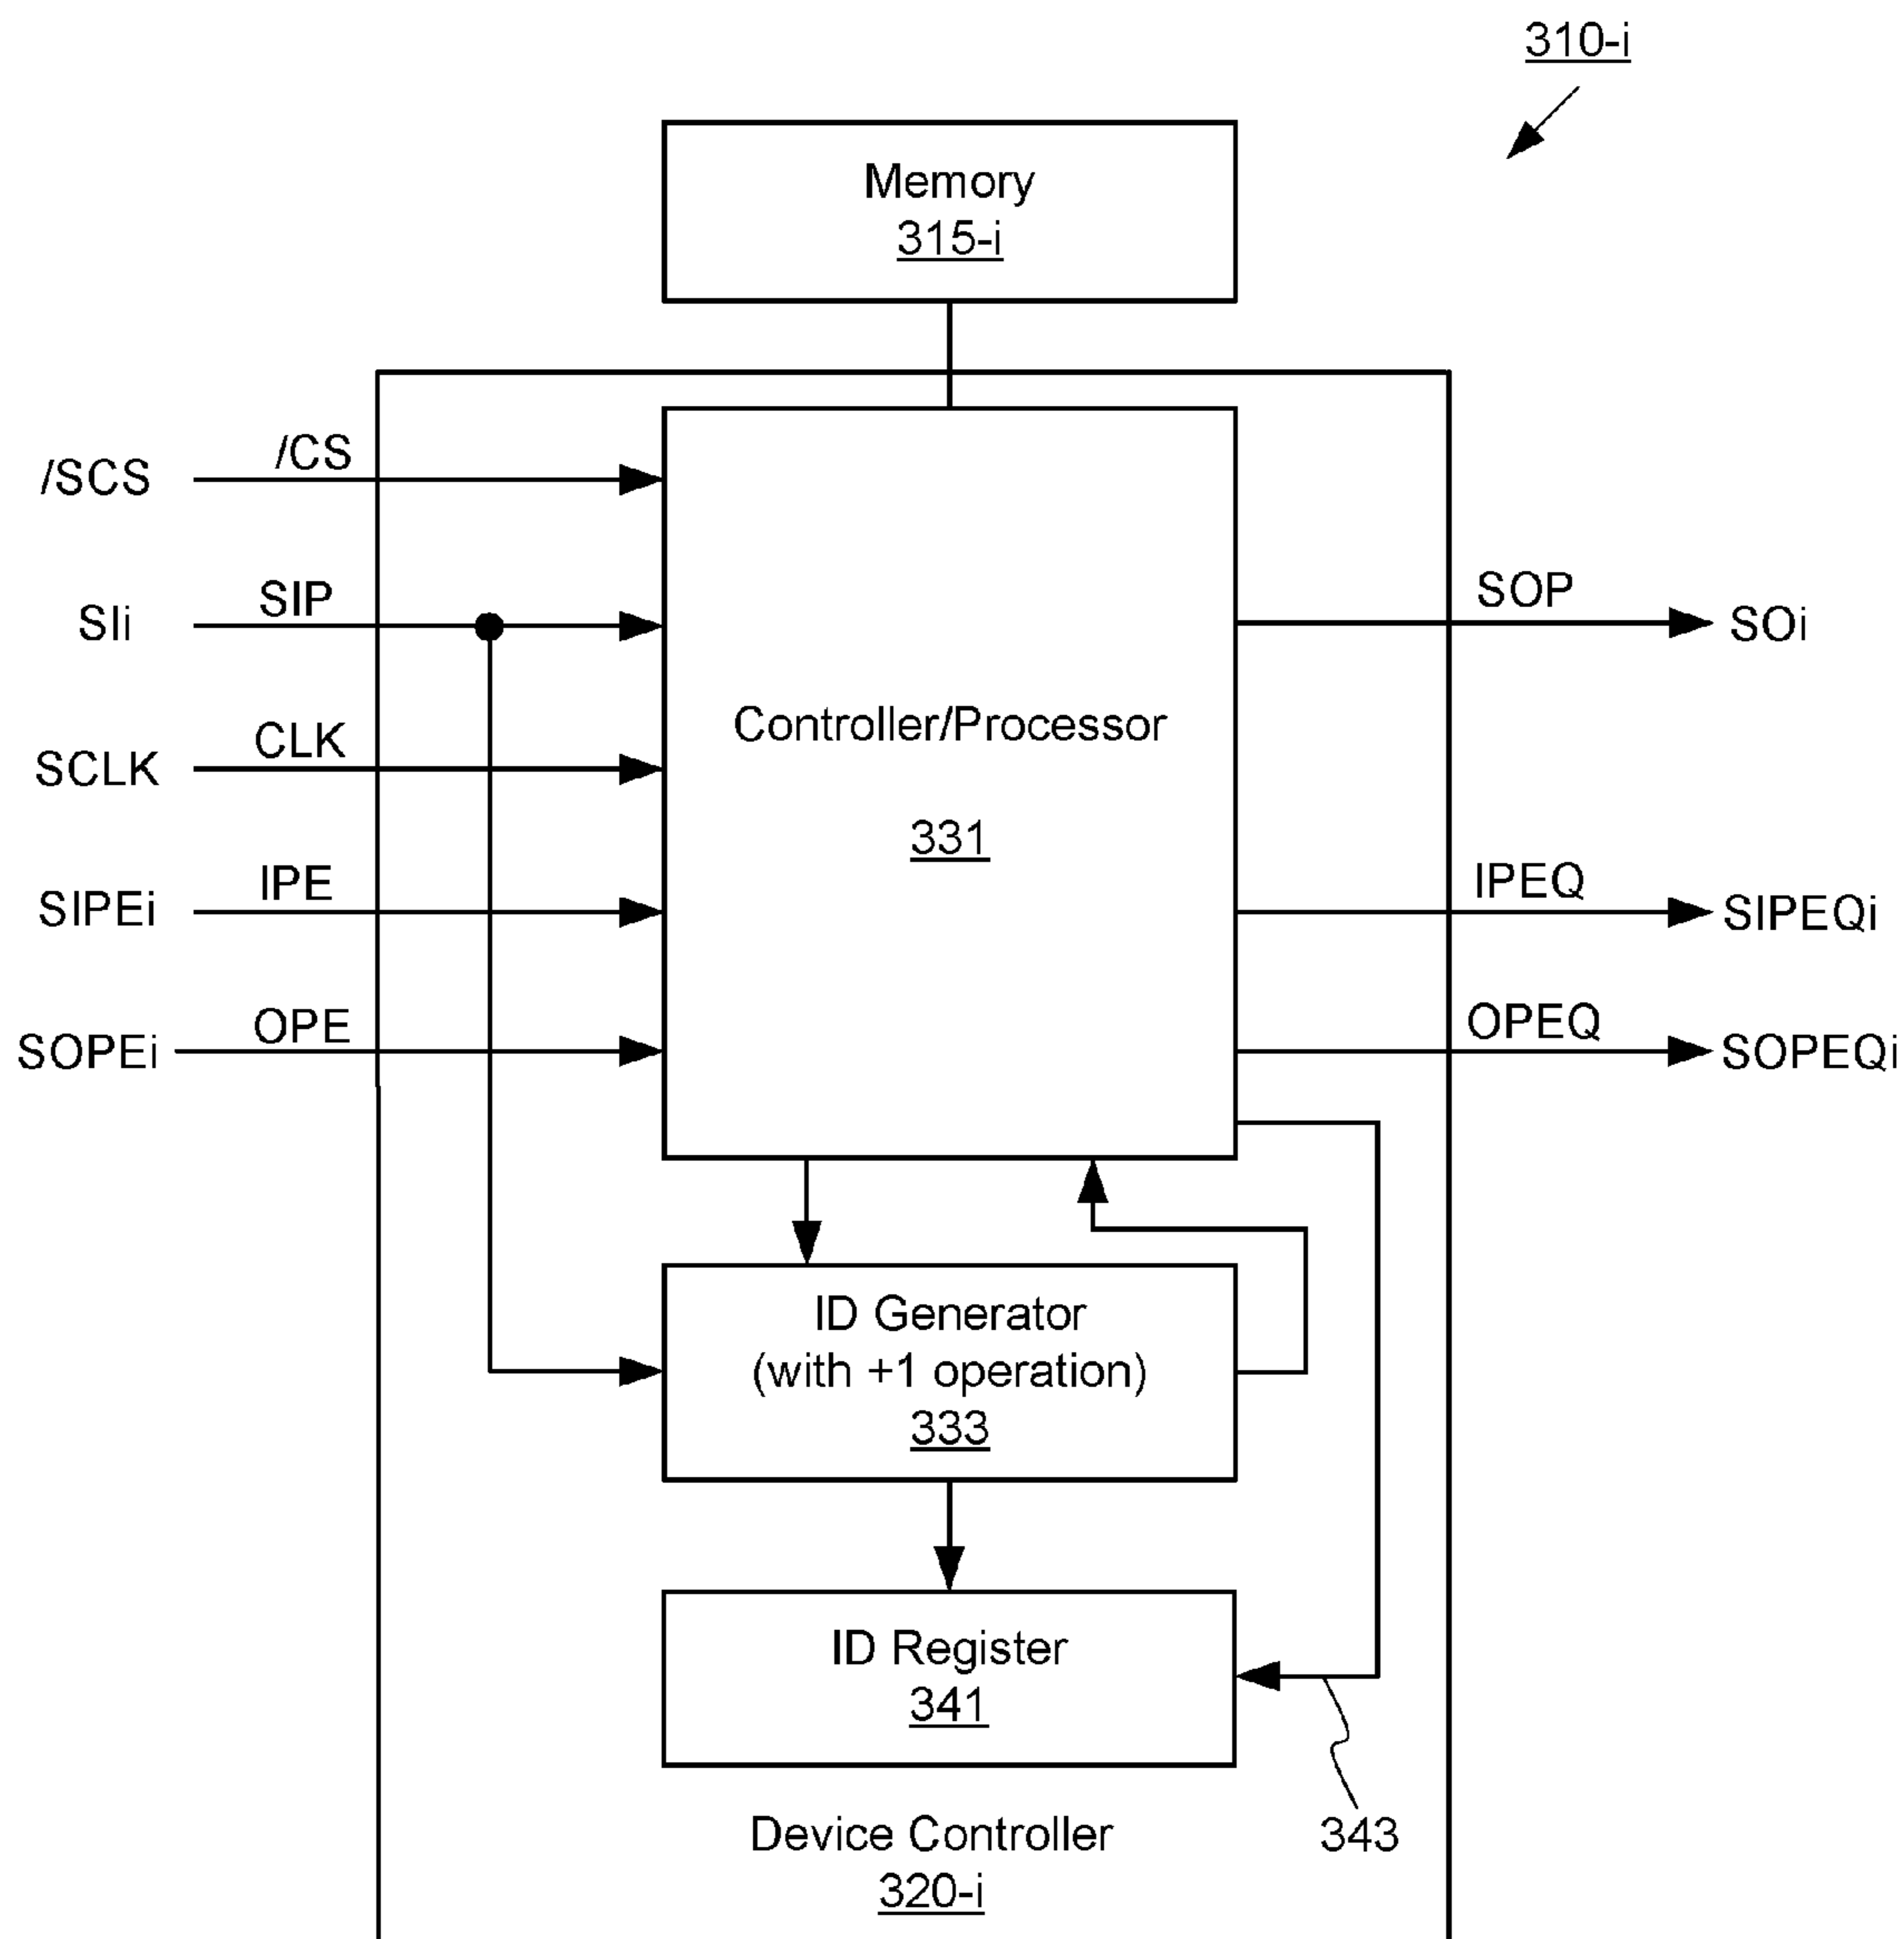 310-i
Memory
315-i
/SCS
/CS
SIi
SIP
SOP
SOi
SCLK
CLK
Controller/Processor
331
SIPEi
IPE
IPEQ
SIPEQi
SOPEi
OPE
OPEQ
SOPEQi
ID Generator
(with +1 operation)
333
ID Register
341
343
Device Controller
320-i